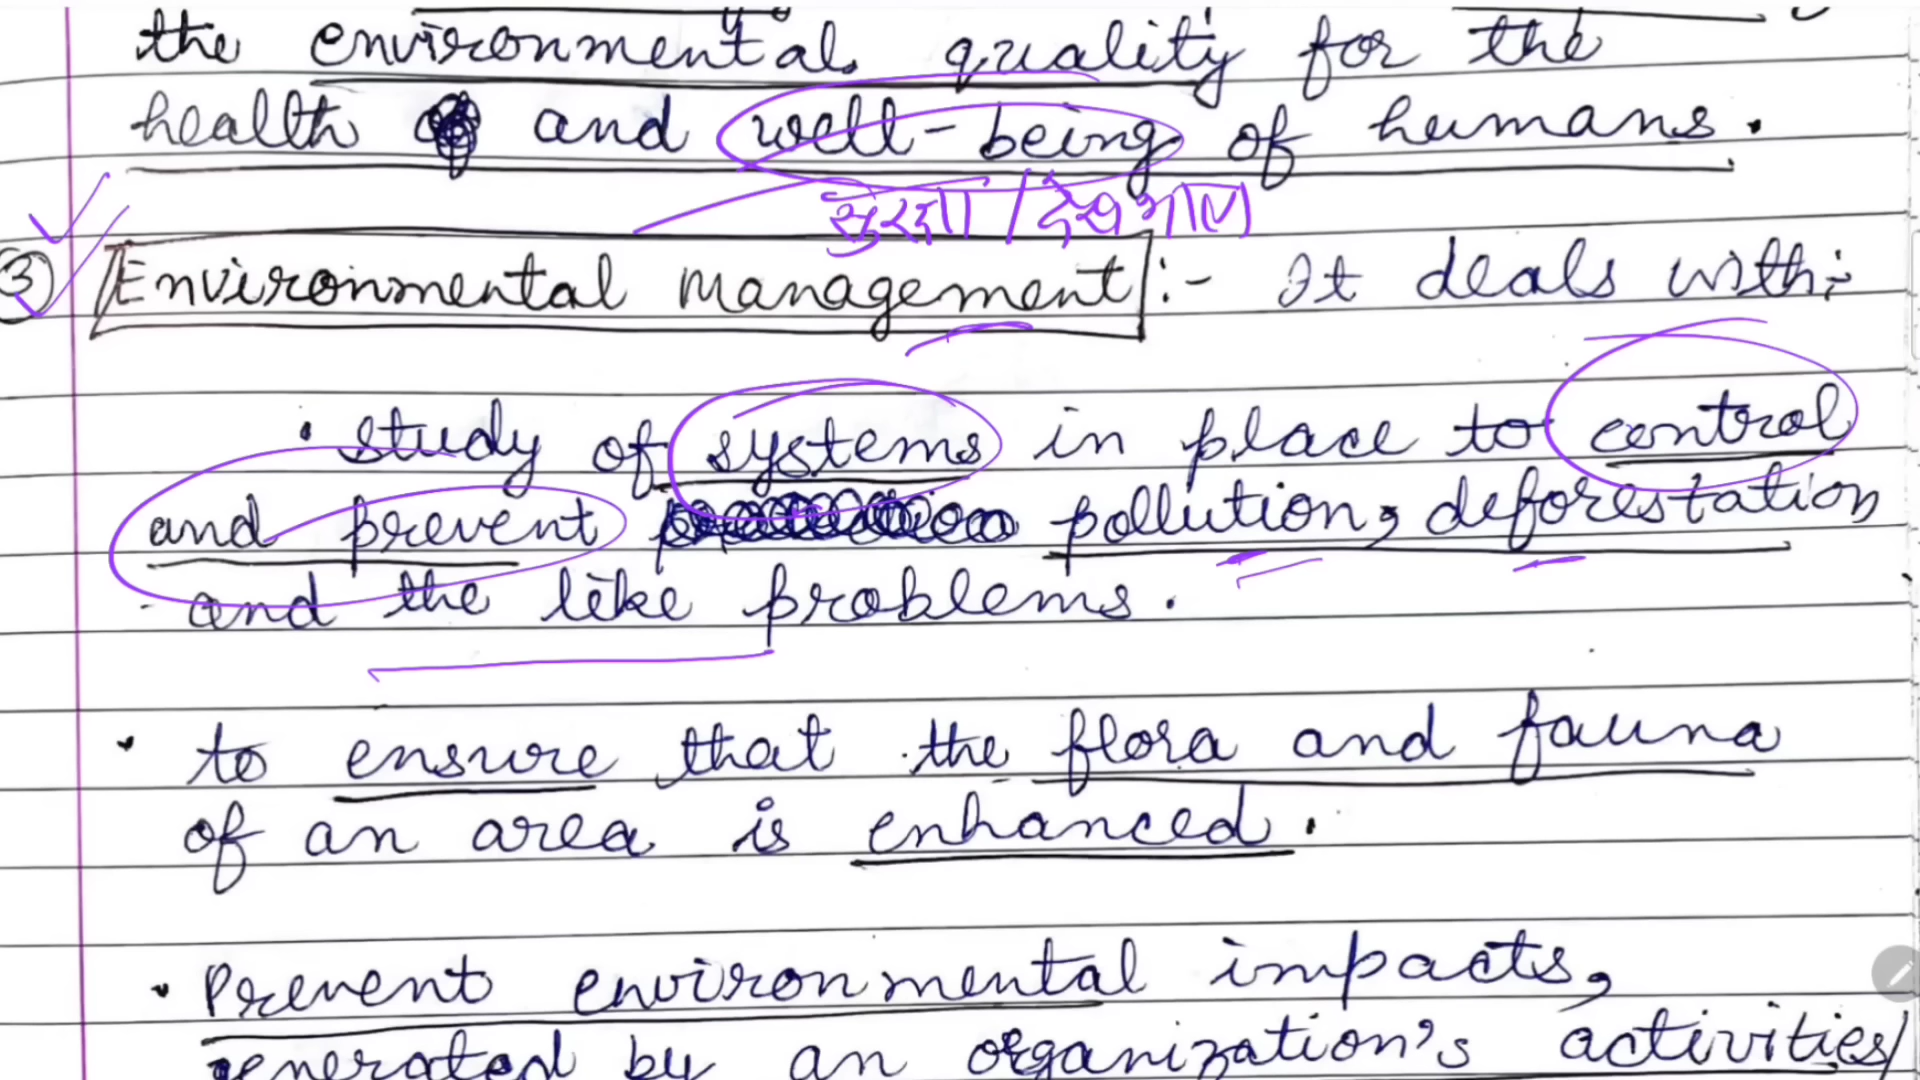 the environmental quality for the
health and well-being of humans.
③ Environmental Management :- It deals with:-
• study of systems in place to control
and prevent pollution, deforestation
and the like problems.
• to ensure that the flora and fauna
of an area is enhanced.
• Prevent environmental impacts,
generated by an organization's activities/